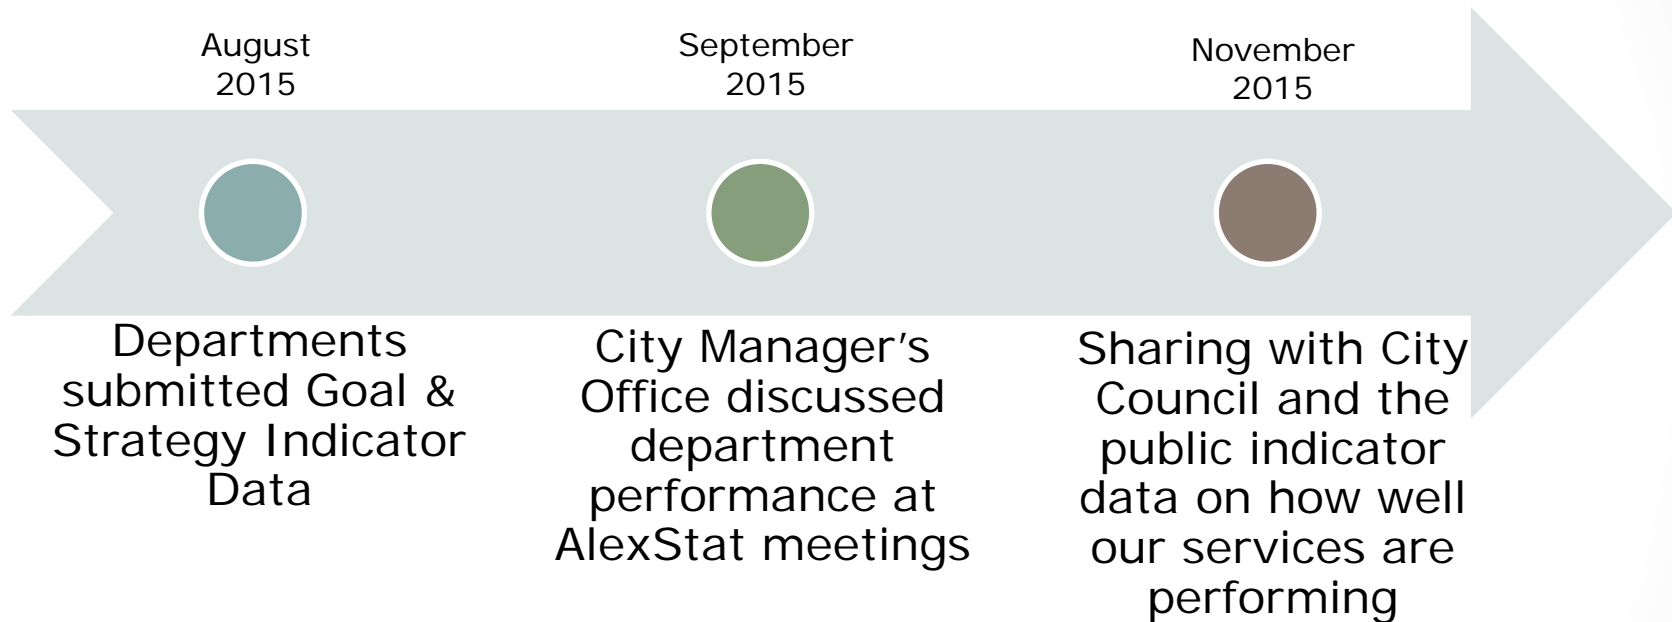 August
2015
Departments
submitted Goal &
Strategy Indicator
Data
September
2015
City Manager’s
Office discussed
department
performance at
AlexStat meetings
November
2015
Sharing with City
Council and the
public indicator
data on how well
our services are
performing